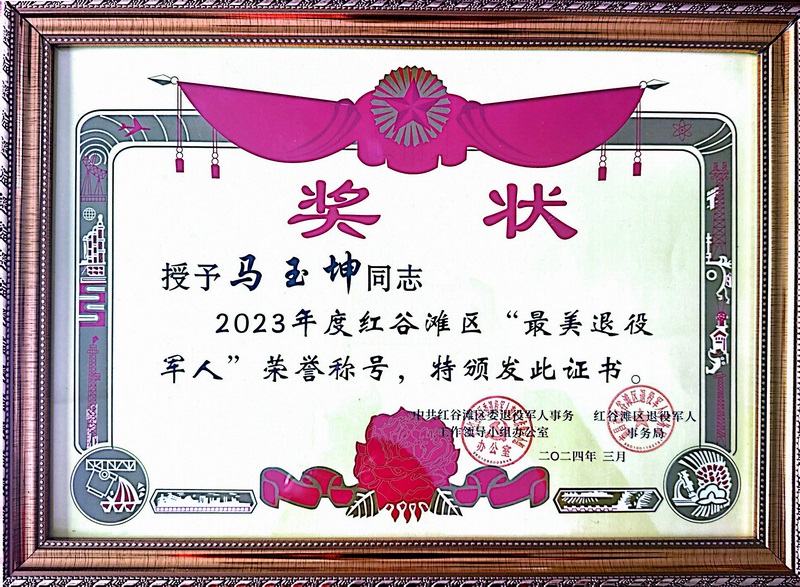 奖 状
授予马玉坤同志
2023年度红谷滩区“最美退役
军人”荣誉称号，特颁发此证书。
中共红谷滩区委退役军人事务
工作领导小组办公室
红谷滩区退役军人
事务局
二〇二四年 三月
办公室